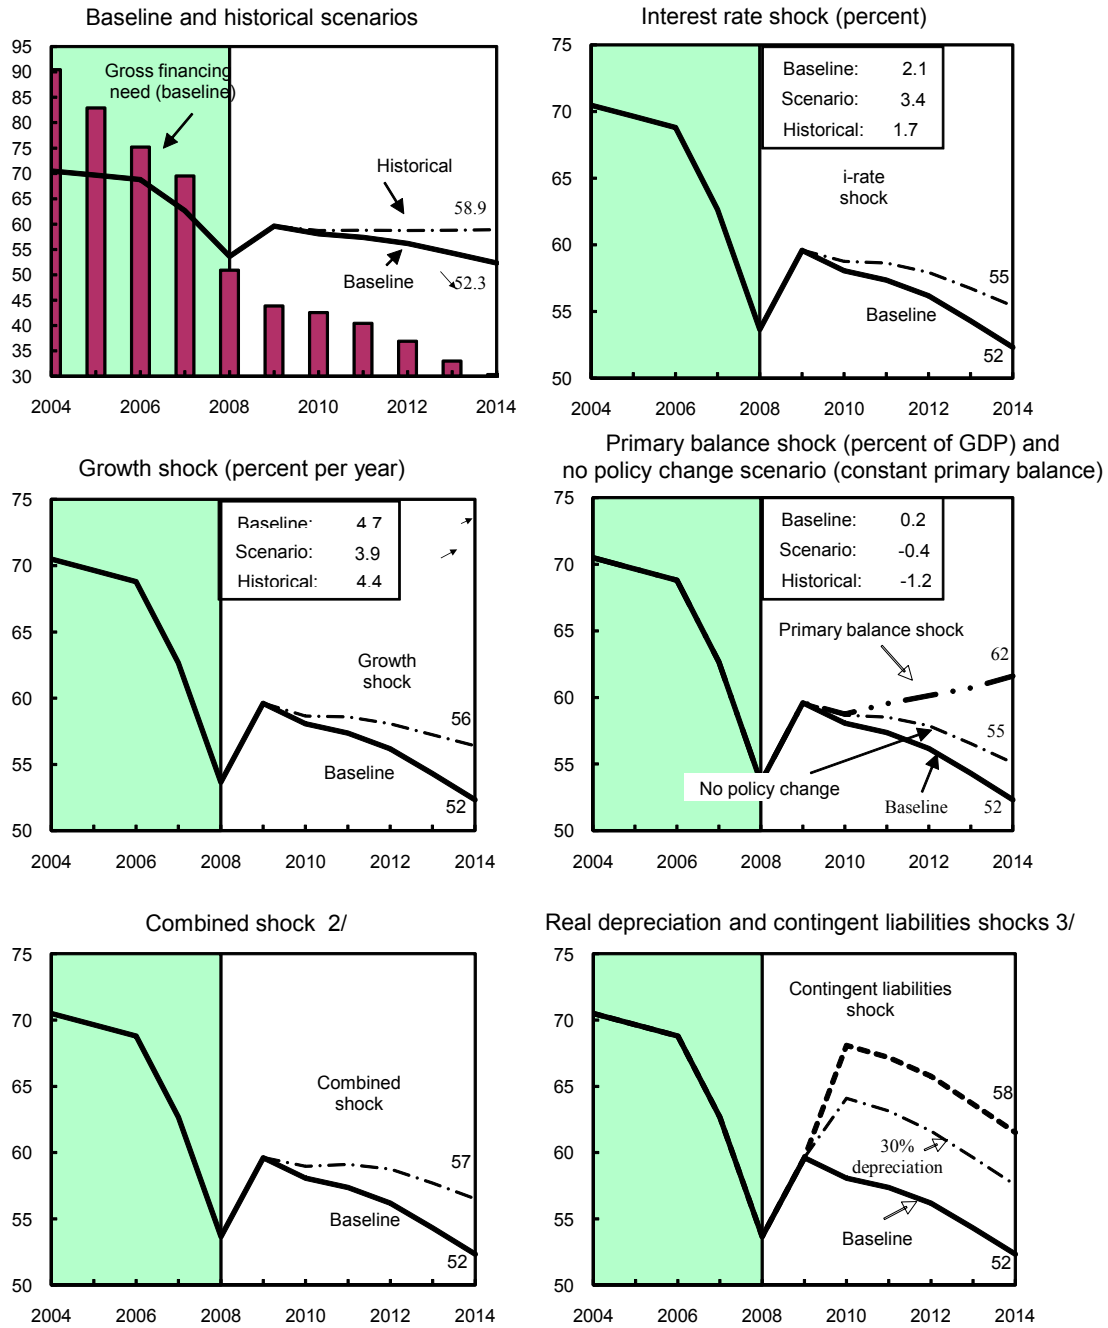 Baseline and historical scenarios
95
90
85
80
75
70
65
60
55
50
45
40
35
30
Gross financing
need (baseline)
Historical
58.9
Baseline
52.3
2004 2006 2008 2010 2012 2014
Interest rate shock (percent)
75
70
65
60
55
50
Baseline: 2.1
Scenario: 3.4
Historical: 1.7
i-rate
shock
55
Baseline
52
2004 2006 2008 2010 2012 2014
Growth shock (percent per year)
75
70
65
60
55
50
Baseline: 4.7
Scenario: 3.9
Historical: 4.4
Growth
shock
56
Baseline
52
2004 2006 2008 2010 2012 2014
Primary balance shock (percent of GDP) and
no policy change scenario (constant primary balance)
75
70
65
60
55
50
Baseline: 0.2
Scenario: -0.4
Historical: -1.2
Primary balance shock
62
55
No policy change
Baseline
52
2004 2006 2008 2010 2012 2014
Combined shock 2/
75
70
65
60
55
50
Combined
shock
57
Baseline
52
2004 2006 2008 2010 2012 2014
Real depreciation and contingent liabilities shocks 3/
75
70
65
60
55
50
Contingent liabilities
shock
58
30%
depreciation
Baseline
52
2004 2006 2008 2010 2012 2014